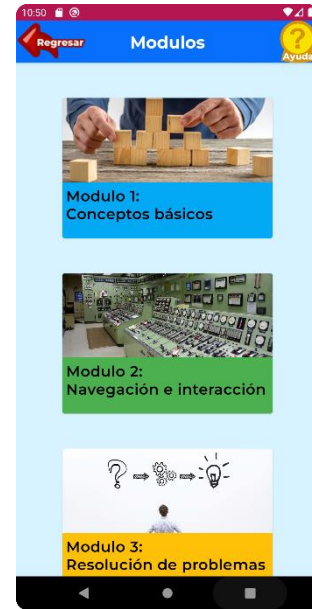 10:50
Regresar
Modulos
?
Ayuda
Modulo 1:
Conceptos básicos
Modulo 2:
Navegación e interacción
?
Modulo 3:
Resolución de problemas